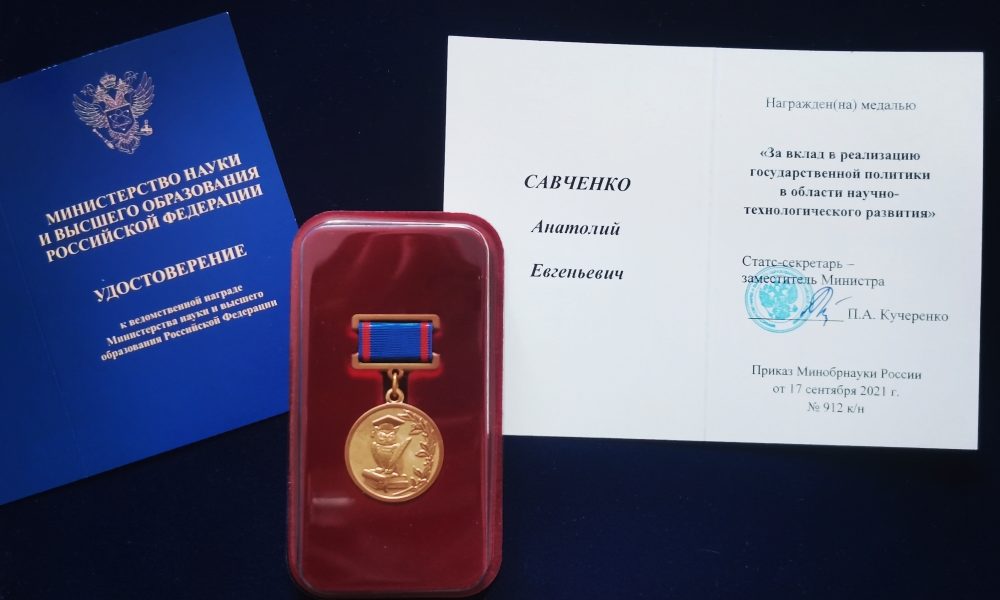 МИНИСТЕРСТВО НАУКИ
И ВЫСШЕГО ОБРАЗОВАНИЯ
РОССИЙСКОЙ ФЕДЕРАЦИИ
УДОСТОВЕРЕНИЕ
к ведомственной награде
Министерства науки и высшего
образования Российской Федерации
САВЧЕНКО
Анатолий
Евгеньевич
Награжден(на) медалью
«За вклад в реализацию
государственной политики
в области научно-
технологического развития»
Статс-секретарь –
заместитель Министра
П.А. Кучеренко
Приказ Минобрнауки России
от 17 сентября 2021 г.
№ 912 к/н